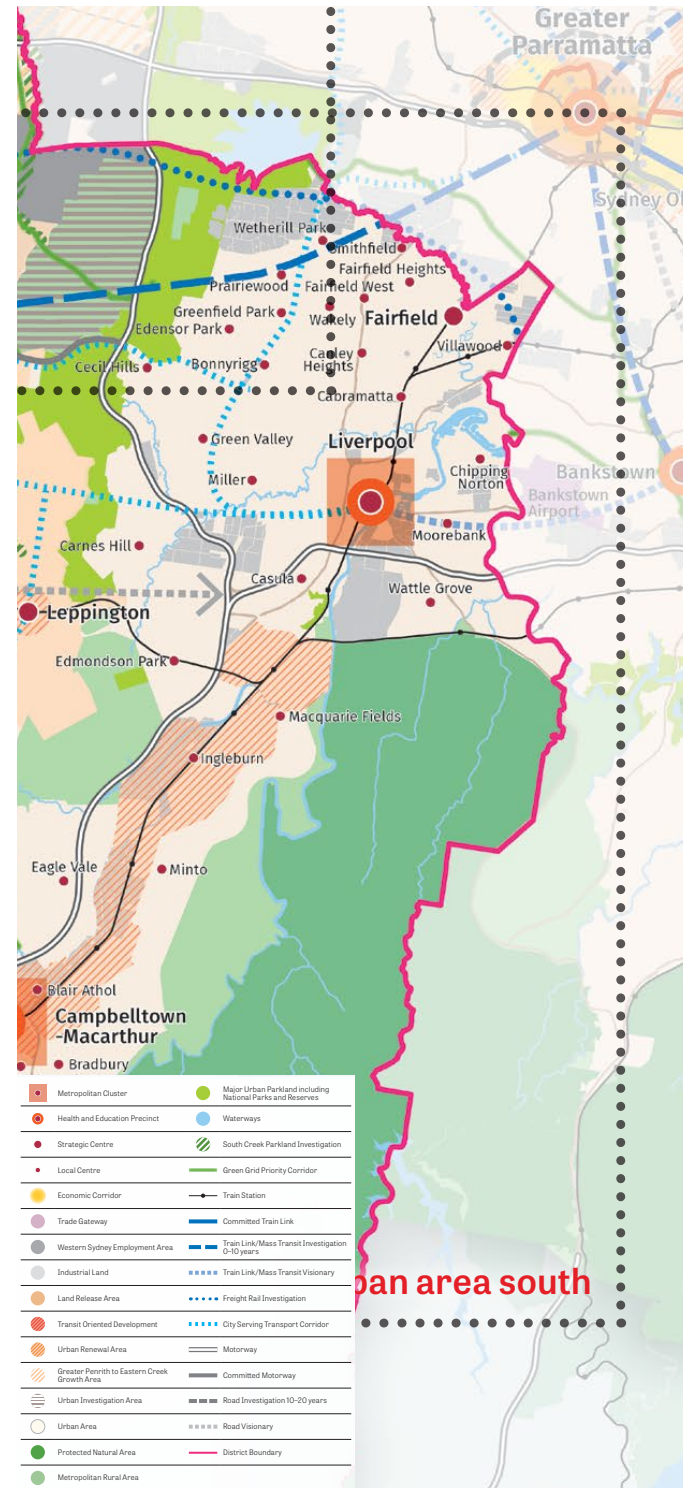 Greater
Parramatta
Sydney Ol
Wetherill Park
Smithfield
Fairfield Heights
Prairiewood
Fairfield West
Greenfield Park
Wakely
Fairfield
Edensor Park
Villawood
Canley
Heights
Cecil Hills
Bonnyrigg
Cabramatta
Green Valley
Liverpool
Miller
Chipping
Norton
Bankstown
Bankstown
Airport
Moorebank
Carnes Hill
Casula
Wattle Grove
Leppington
Edmondson Park
Macquarie Fields
Ingleburn
Eagle Vale
Minto
Blair Athol
Campbelltown
-Macarthur
Bradbury
Metropolitan Cluster
Health and Education Precinct
Strategic Centre
Local Centre
Economic Corridor
Trade Gateway
Western Sydney Employment Area
Industrial Land
Land Release Area
Transit Oriented Development
Urban Renewal Area
Greater Penrith to Eastern Creek
Growth Area
Urban Investigation Area
Urban Area
Protected Natural Area
Metropolitan Rural Area
Major Urban Parkland including
National Parks and Reserves
Waterways
South Creek Parkland Investigation
Green Grid Priority Corridor
Train Station
Committed Train Link
Train Link/Mass Transit Investigation
0–10 years
Train Link/Mass Transit Visionary
Freight Rail Investigation
City Serving Transport Corridor
Motorway
Committed Motorway
Road Investigation 10–20 years
Road Visionary
District Boundary
ban area south